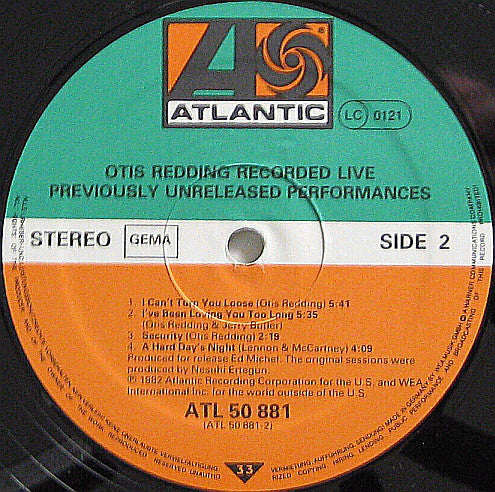 ATLANTIC
LC 0121
OTIS REDDING RECORDED LIVE
PREVIOUSLY UNRELEASED PERFORMANCES
STEREO GEMA SIDE 2
1. I Can't Turn You Loose (Otis Redding) 5:41
2. I've Been Loving You Too Long 5:35
(Otis Redding & Jerry Butler)
3. Security (Otis Redding) 2:19
4. A Hard Day's Night (Lennon & McCartney) 4:09
Produced for release Ed Michel. The original sessions were
produced by Nesuhi Ertegun.
℗ 1982 Atlantic Recording Corporation for the U.S. and WEA
International Inc. for the world outside of the U.S.
ATL 50 881
(ATL 50 881-2)
33
A WARNER COMMUNICATIONS COMPANY